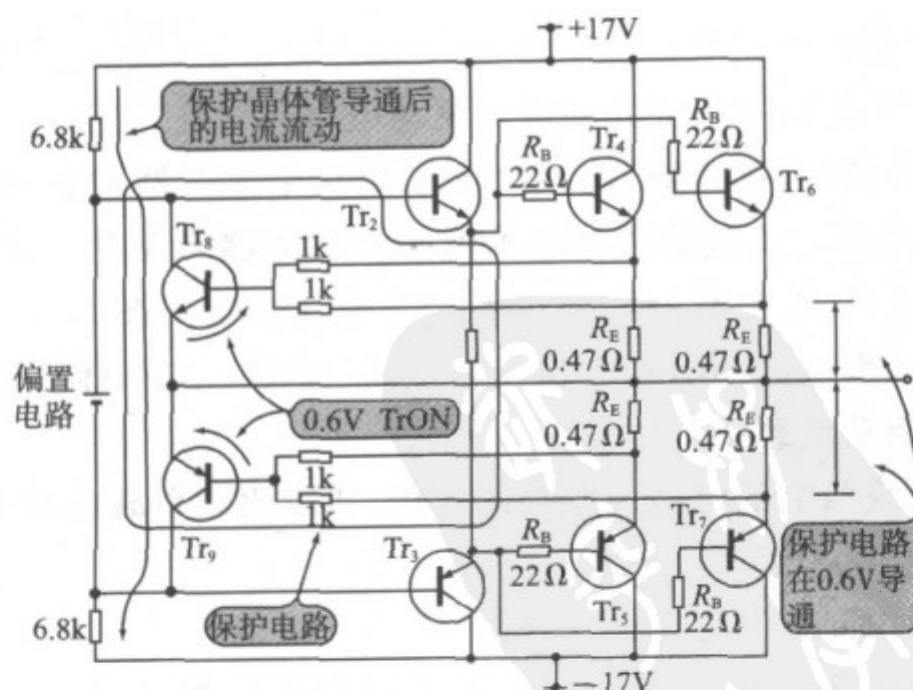 +17V
保护晶体管导通后
的电流流动
6.8k
R_B
22Ω
Tr₄
R_B
22Ω
Tr₆
Tr₂
Tr₈
1k
1k
R_E
0.47Ω
R_E
0.47Ω
偏置
电路
0.6V TrON
R_E
0.47Ω
R_E
0.47Ω
1k
1k
Tr₉
Tr₃
R_B
22Ω
Tr₅
Tr₇
R_B
22Ω
保护电路
在0.6V导
通
6.8k
保护电路
−17V